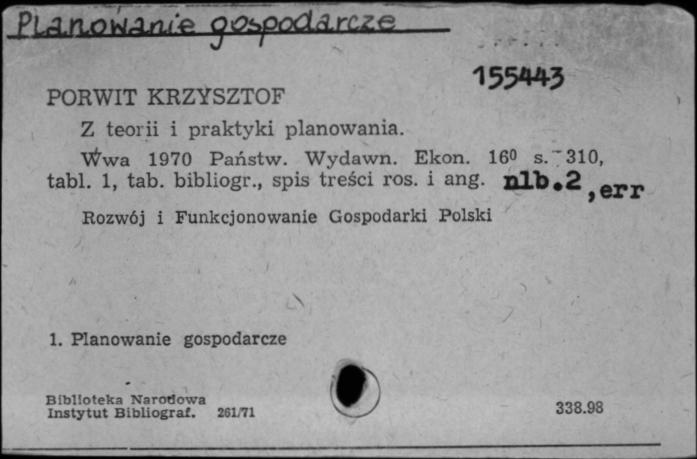 Planowanie gospodarcze
155443
PORWIT KRZYSZTOF
Z teorii i praktyki planowania.
Wwa 1970 Państw. Wydawn. Ekon. 16⁰ s. 310,
tabl. 1, tab. bibliogr., spis treści ros. i ang. nlb.2, err
Rozwój i Funkcjonowanie Gospodarki Polski
1. Planowanie gospodarcze
Biblioteka Narodowa
Instytut Bibliograf. 261/71
338.98